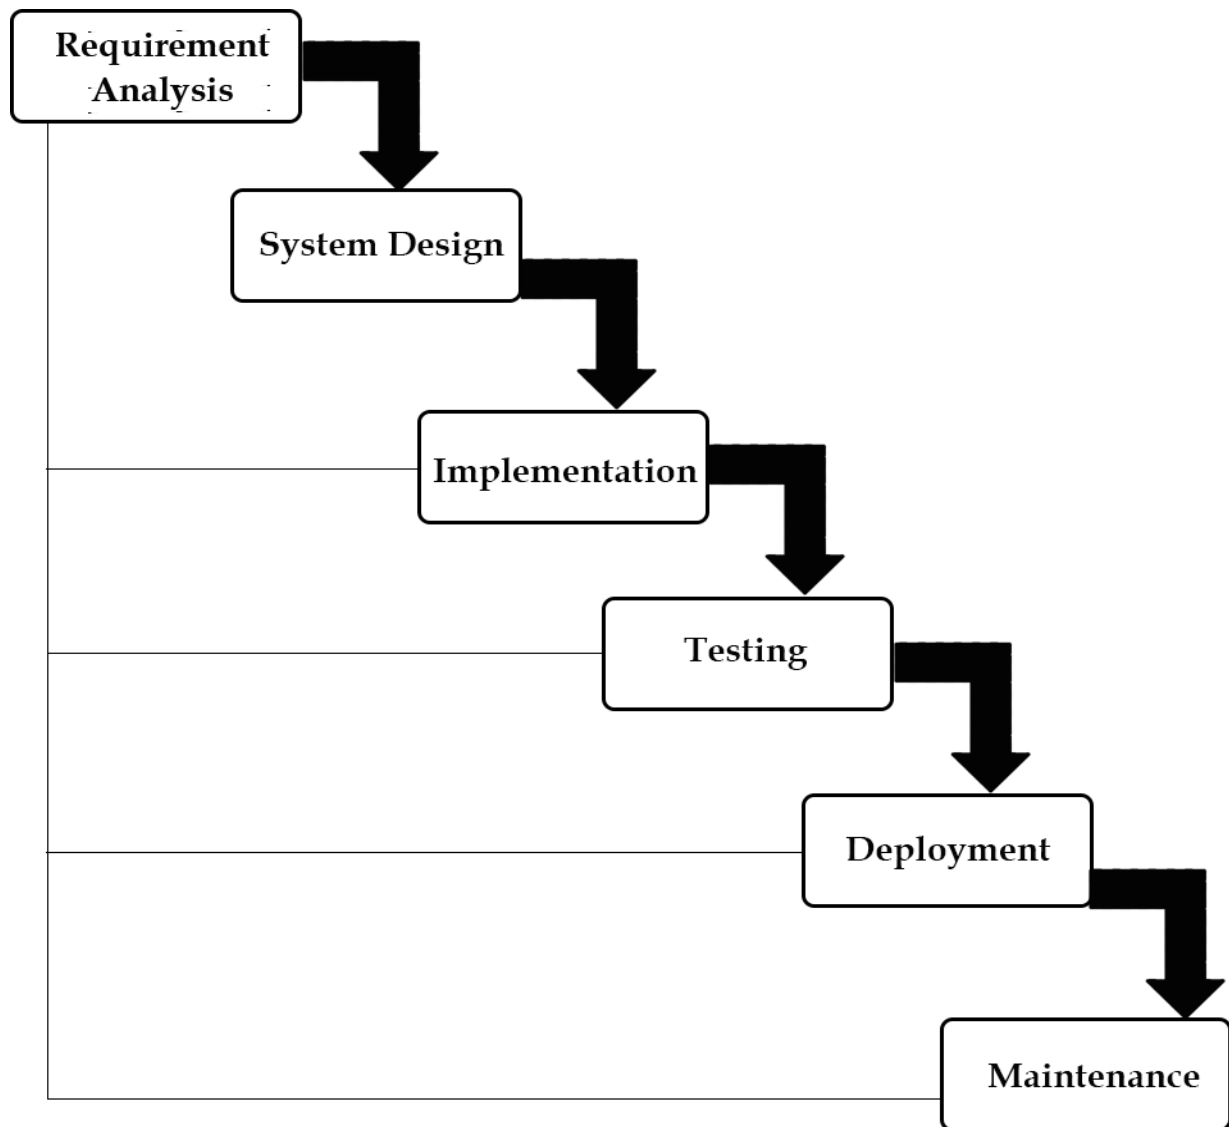 Requirement
Analysis
System Design
Implementation
Testing
Deployment
Maintenance